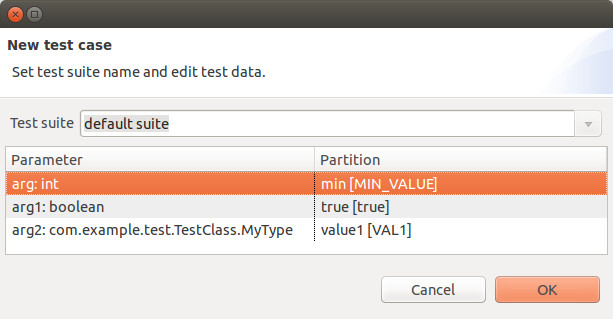 New test case
Set test suite name and edit test data.
Test suite default suite
Parameter Partition
arg: int min [MIN_VALUE]
arg1: boolean true [true]
arg2: com.example.test.TestClass.MyType value1 [VAL1]
Cancel OK